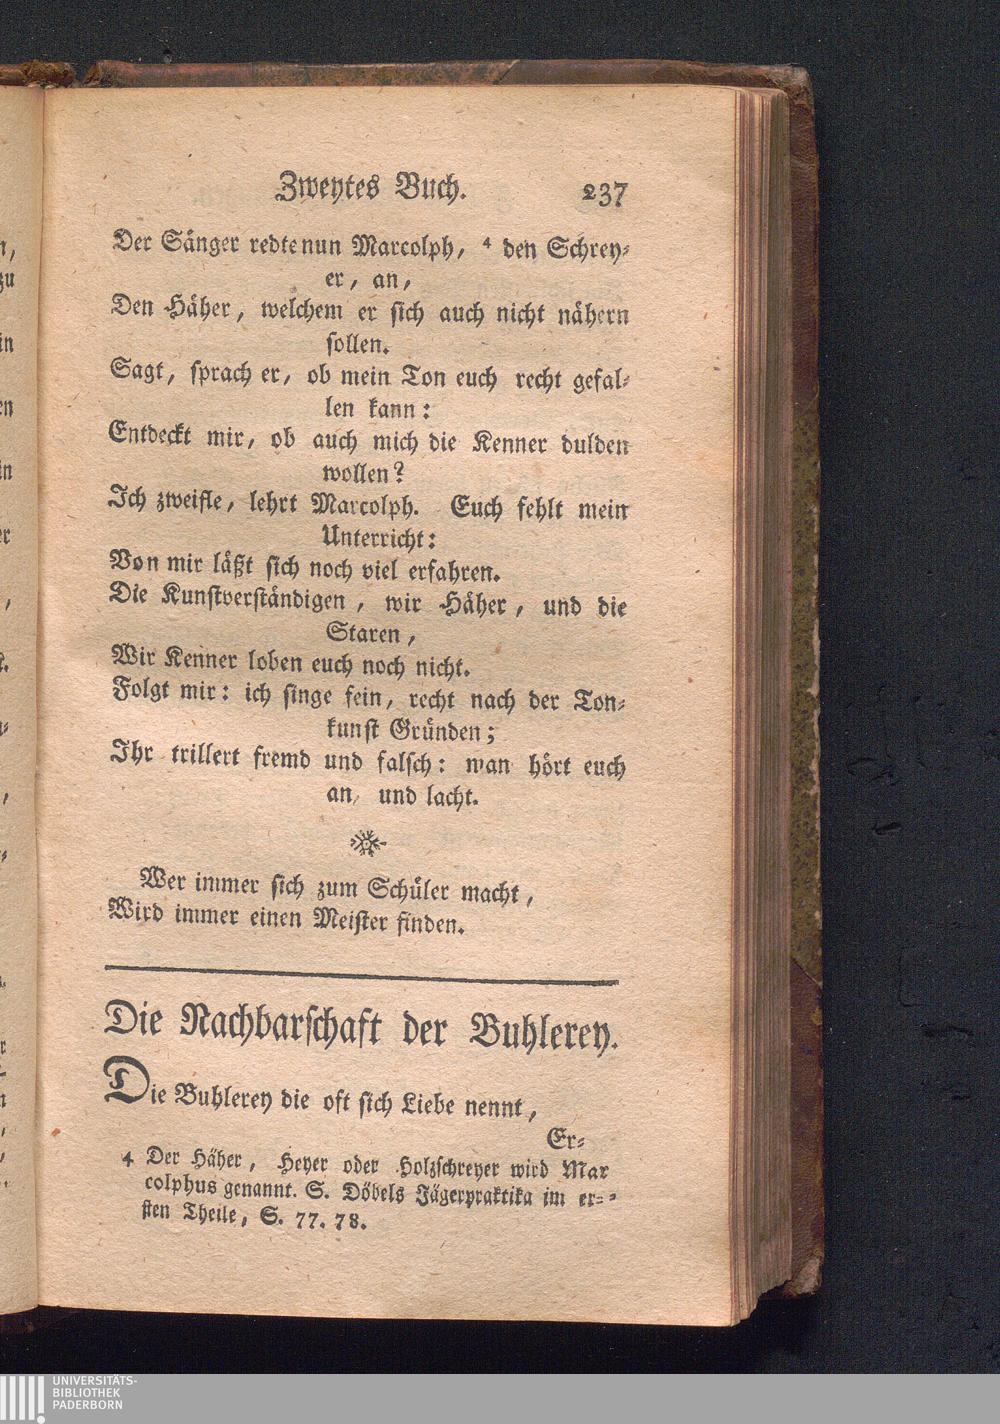 Zweytes Buch. 237
Der Sänger redte nun Marcolph, 4 den Schrey-
er, an,
Den Häher, welchem er sich auch nicht nähern
sollen.
Sagt, sprach er, ob mein Ton euch recht gefal-
len kann:
Entdeckt mir, ob auch mich die Kenner dulden
wollen?
Ich zweifle, lehrt Marcolph. Euch fehlt mein
Unterricht:
Von mir läßt sich noch viel erfahren.
Die Kunstverständigen, wir Häher, und die
Staren,
Wir Kenner loben euch noch nicht.
Folgt mir: ich singe fein, recht nach der Ton-
kunst Gründen;
Ihr trillert fremd und falsch: man hört euch
an, und lacht.
Wer immer sich zum Schüler macht,
Wird immer einen Meister finden.
Die Nachbarschaft der Buhlerey.
Die Buhlerey die oft sich Liebe nennt,
Er-
4 Der Häher, Heyer oder Holzschreyer wird Mar
colphus genannt. S. Döbels Jägerpraktika im er-
sten Theile, S. 77. 78.
UNIVERSITÄTS-
BIBLIOTHEK
PADERBORN